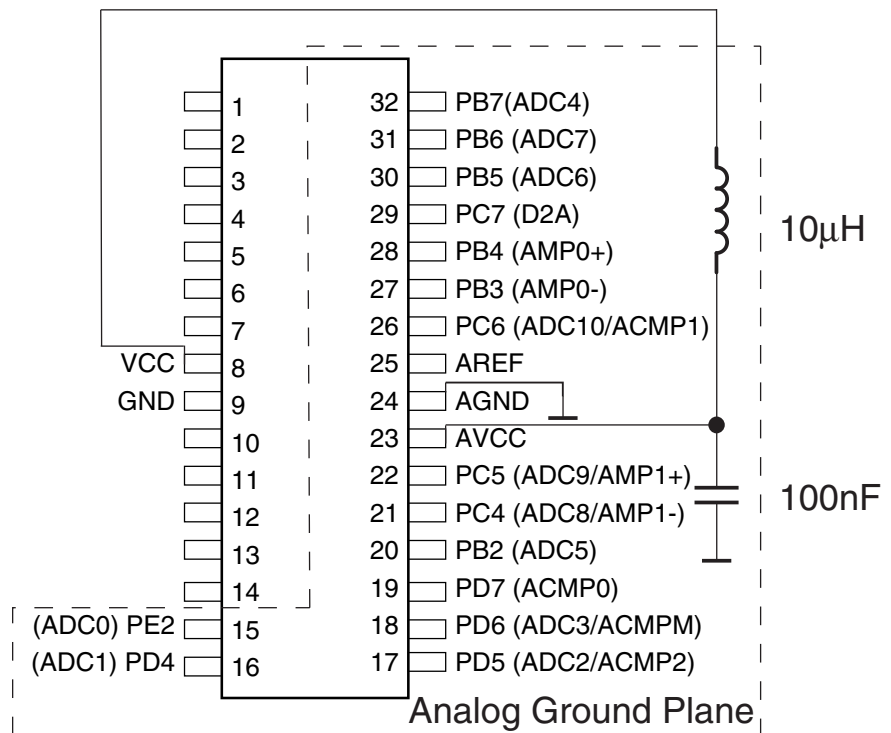 1 32 PB7(ADC4)
2 31 PB6 (ADC7)
3 30 PB5 (ADC6)
4 29 PC7 (D2A)
5 28 PB4 (AMP0+)
6 27 PB3 (AMP0-)
7 26 PC6 (ADC10/ACMP1)
VCC 8 25 AREF
GND 9 24 AGND
10 23 AVCC
11 22 PC5 (ADC9/AMP1+)
12 21 PC4 (ADC8/AMP1-)
13 20 PB2 (ADC5)
14 19 PD7 (ACMP0)
(ADC0) PE2 15 18 PD6 (ADC3/ACMPM)
(ADC1) PD4 16 17 PD5 (ADC2/ACMP2)
10μH
100nF
Analog Ground Plane